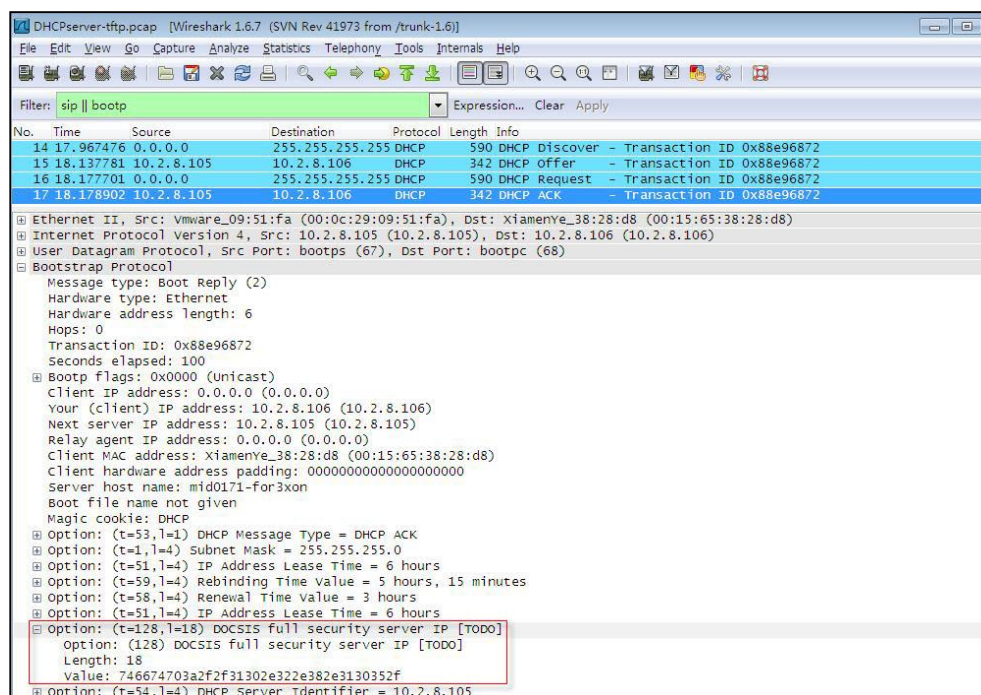 DHCPserver-tftp.pcap [Wireshark 1.6.7 (SVN Rev 41973 from /trunk-1.6)]
File Edit View Go Capture Analyze Statistics Telephony Tools Internals Help
Filter: sip || bootp Expression... Clear Apply
No. Time Source Destination Protocol Length Info
14 17.967476 0.0.0.0 255.255.255.255 DHCP 590 DHCP Discover - Transaction ID 0x88e96872
15 18.137781 10.2.8.105 10.2.8.106 DHCP 342 DHCP Offer - Transaction ID 0x88e96872
16 18.177701 0.0.0.0 255.255.255.255 DHCP 590 DHCP Request - Transaction ID 0x88e96872
17 18.178902 10.2.8.105 10.2.8.106 DHCP 342 DHCP ACK - Transaction ID 0x88e96872
Ethernet II, Src: Vmware_09:51:fa (00:0c:29:09:51:fa), Dst: XiamenYe_38:28:d8 (00:15:65:38:28:d8)
Internet Protocol Version 4, Src: 10.2.8.105 (10.2.8.105), Dst: 10.2.8.106 (10.2.8.106)
User Datagram Protocol, Src Port: bootps (67), Dst Port: bootpc (68)
Bootstrap Protocol
Message type: Boot Reply (2)
Hardware type: Ethernet
Hardware address length: 6
Hops: 0
Transaction ID: 0x88e96872
Seconds elapsed: 100
Bootp flags: 0x0000 (Unicast)
Client IP address: 0.0.0.0 (0.0.0.0)
Your (client) IP address: 10.2.8.106 (10.2.8.106)
Next server IP address: 10.2.8.105 (10.2.8.105)
Relay agent IP address: 0.0.0.0 (0.0.0.0)
Client MAC address: XiamenYe_38:28:d8 (00:15:65:38:28:d8)
Client hardware address padding: 00000000000000000000
Server host name: mid0171-for3xon
Boot file name not given
Magic cookie: DHCP
Option: (t=53,l=1) DHCP Message Type = DHCP ACK
Option: (t=1,l=4) Subnet Mask = 255.255.255.0
Option: (t=51,l=4) IP Address Lease Time = 6 hours
Option: (t=59,l=4) Rebinding Time Value = 5 hours, 15 minutes
Option: (t=58,l=4) Renewal Time Value = 3 hours
Option: (t=51,l=4) IP Address Lease Time = 6 hours
Option: (t=128,l=18) DOCSIS full security server IP [TODO]
Option: (128) DOCSIS full security server IP [TODO]
Length: 18
Value: 746674703a2f2f31302e322e382e3130352f
Option: (t=54,l=4) DHCP Server Identifier = 10.2.8.105